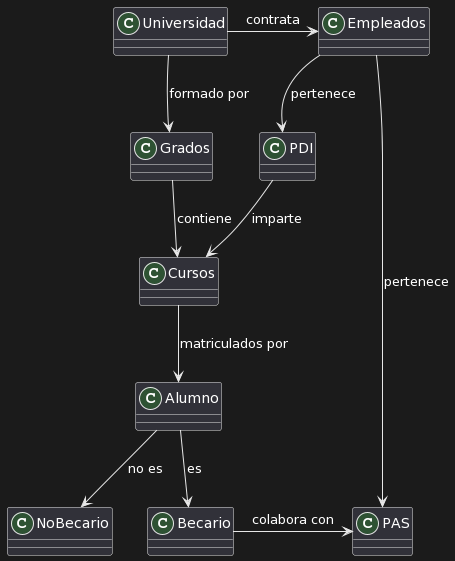 C Universidad
contrata
C Empleados
formado por
pertenece
C Grados
C PDI
contiene
imparte
pertenece
C Cursos
matriculados por
C Alumno
no es
es
C NoBecario
C Becario
colabora con
C PAS